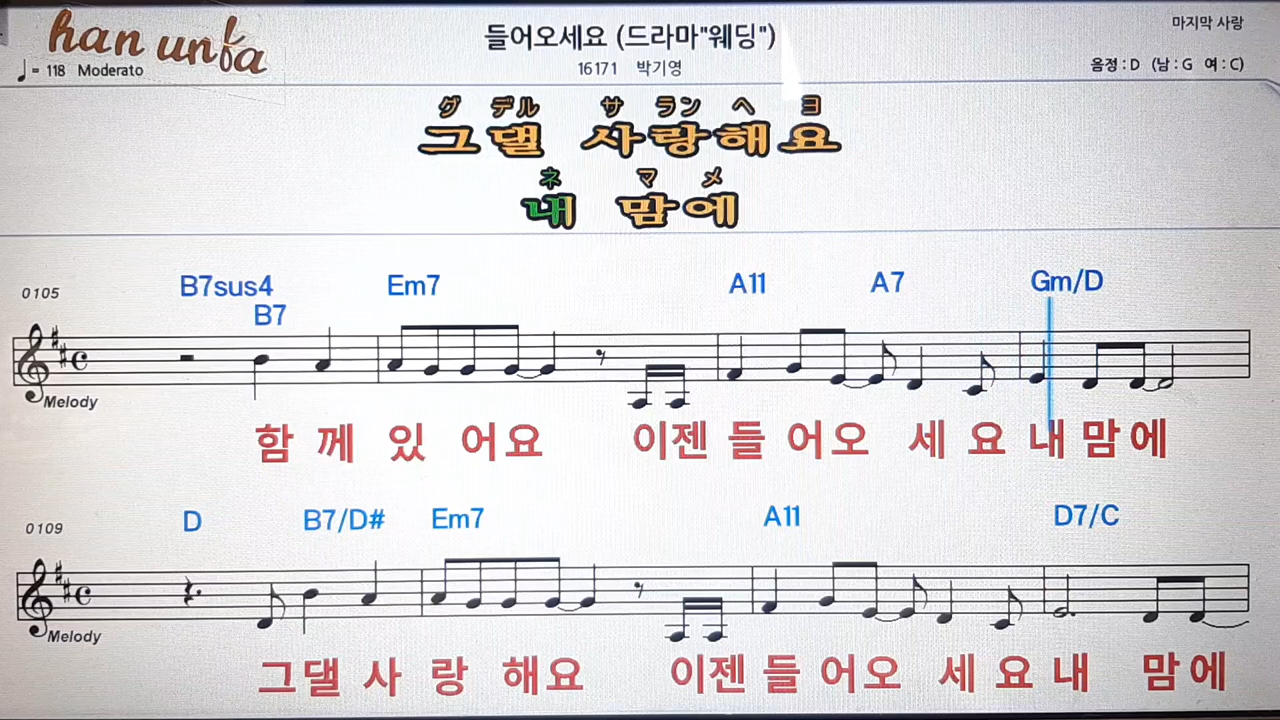 han unfa
들어오세요 (드라마"웨딩")
마지막 사랑
♩= 118 Moderato
16171 박기영
음정 : D (남 : G 여 : C)
グ デル サ ラン ヘ ヨ
그댈 사랑해요
ネ マ メ
내 맘에
0105
B7sus4 Em7 A11 A7 Gm/D
B7
Melody
함 께 있 어요 이젠 들 어오 세 요 내 맘 에
0109
D B7/D# Em7 A11 D7/C
Melody
그댈 사 랑 해요 이젠 들 어오 세 요 내 맘 에